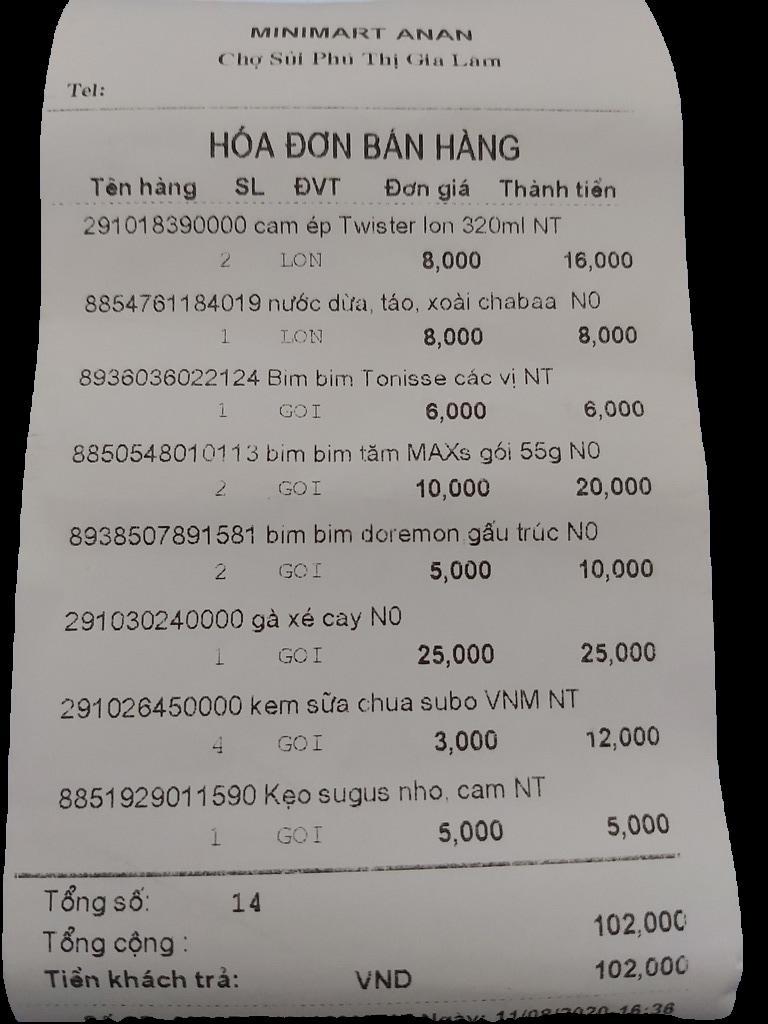 MINIMART ANAN
Chợ Sủi Phú Thị Gia Lâm
Tel:
HÓA ĐƠN BÁN HÀNG
Tên hàng SL ĐVT Đơn giá Thành tiền
291018390000 cam ép Twister lon 320ml NT
2 LON 8,000 16,000
8854761184019 nước dừa, táo, xoài chabaa N0
1 LON 8,000 8,000
8936036022124 Bim bim Tonisse các vị NT
1 GOI 6,000 6,000
8850548010113 bim bim tăm MAXs gói 55g N0
2 GOI 10,000 20,000
8938507891581 bim bim doremon gấu trúc N0
2 GOI 5,000 10,000
291030240000 gà xé cay N0
1 GOI 25,000 25,000
291026450000 kem sữa chua subo VNM NT
4 GOI 3,000 12,000
8851929011590 Kẹo sugus nho, cam NT
1 GOI 5,000 5,000
Tổng số: 14
Tổng cộng : 102,000
Tiền khách trả: VND 102,000
Ngày: 11/08/2020 16:36